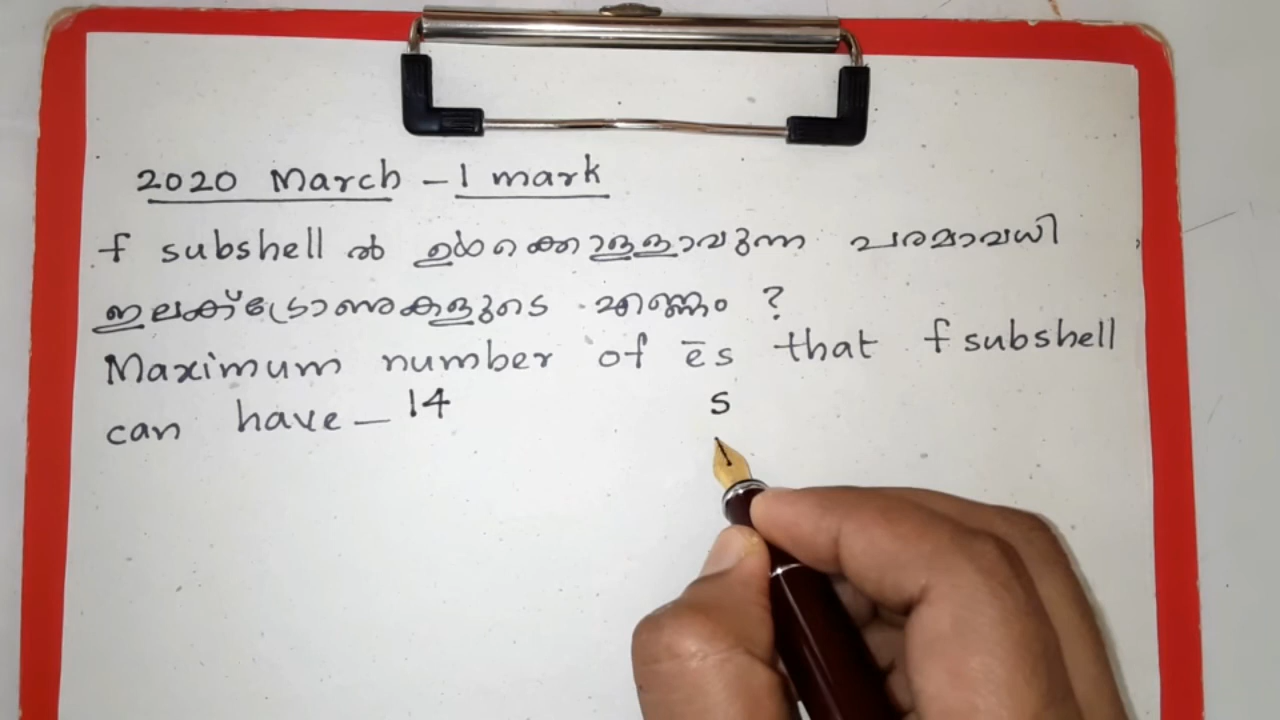 2020 March - 1 mark
f subshell ൽ ഉൾക്കൊള്ളാവുന്ന പരമാവധി
ഇലക്ട്രോണുകളുടെ എണ്ണം ?
Maximum number of ēs that f subshell
can have - 14
s